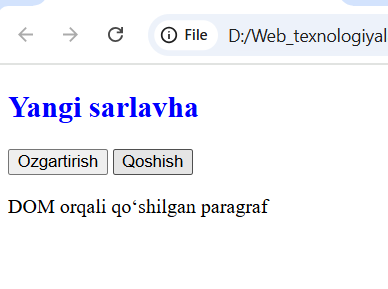 File D:/Web_texnologiyal
Yangi sarlavha
Ozgartirish Qoshish
DOM orqali qo‘shilgan paragraf